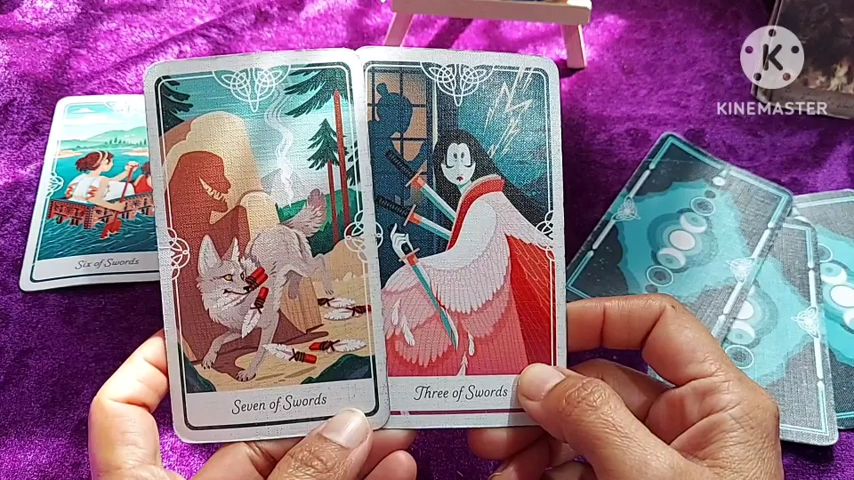 K
KINEMASTER
Six of Swords
Seven of Swords
Three of Swords